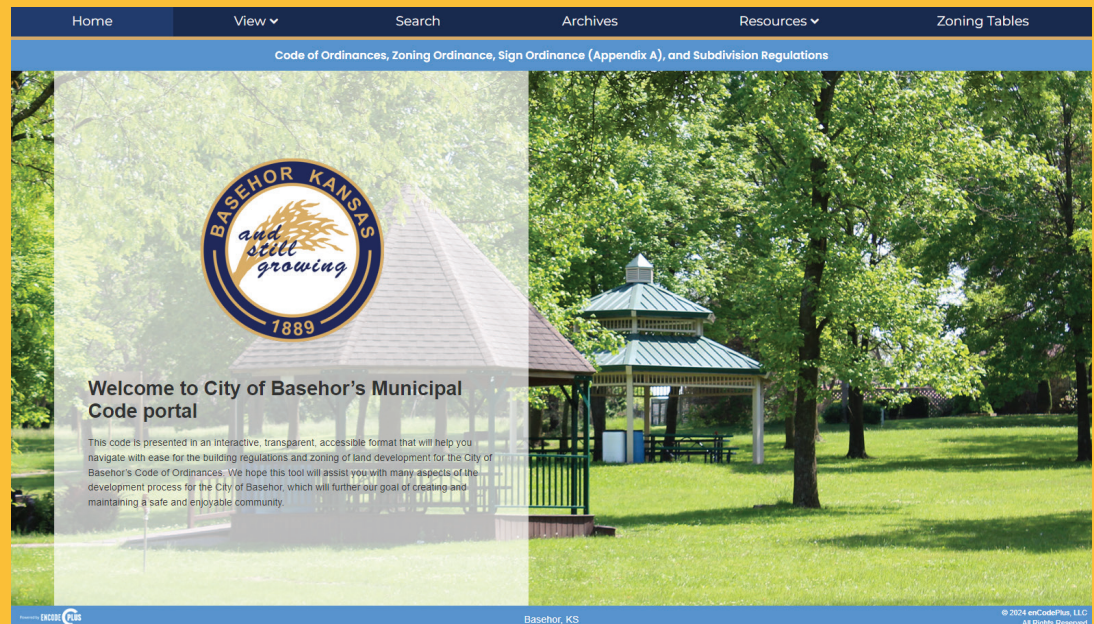 Home View Search Archives Resources Zoning Tables
Code of Ordinances, Zoning Ordinance, Sign Ordinance (Appendix A), and Subdivision Regulations
BASEHOR KANSAS
and
still
growing
1889
Welcome to City of Basehor's Municipal
Code portal
This code is presented in an interactive, transparent, accessible format that will help you
navigate with ease for the building regulations and zoning of land development for the City of
Basehor's Code of Ordinances. We hope this tool will assist you with many aspects of the
development process for the City of Basehor, which will further our goal of creating and
maintaining a safe and enjoyable community.
Powered by ENCODE PLUS
Basehor, KS
© 2024 enCodePlus, LLC
All Rights Reserved